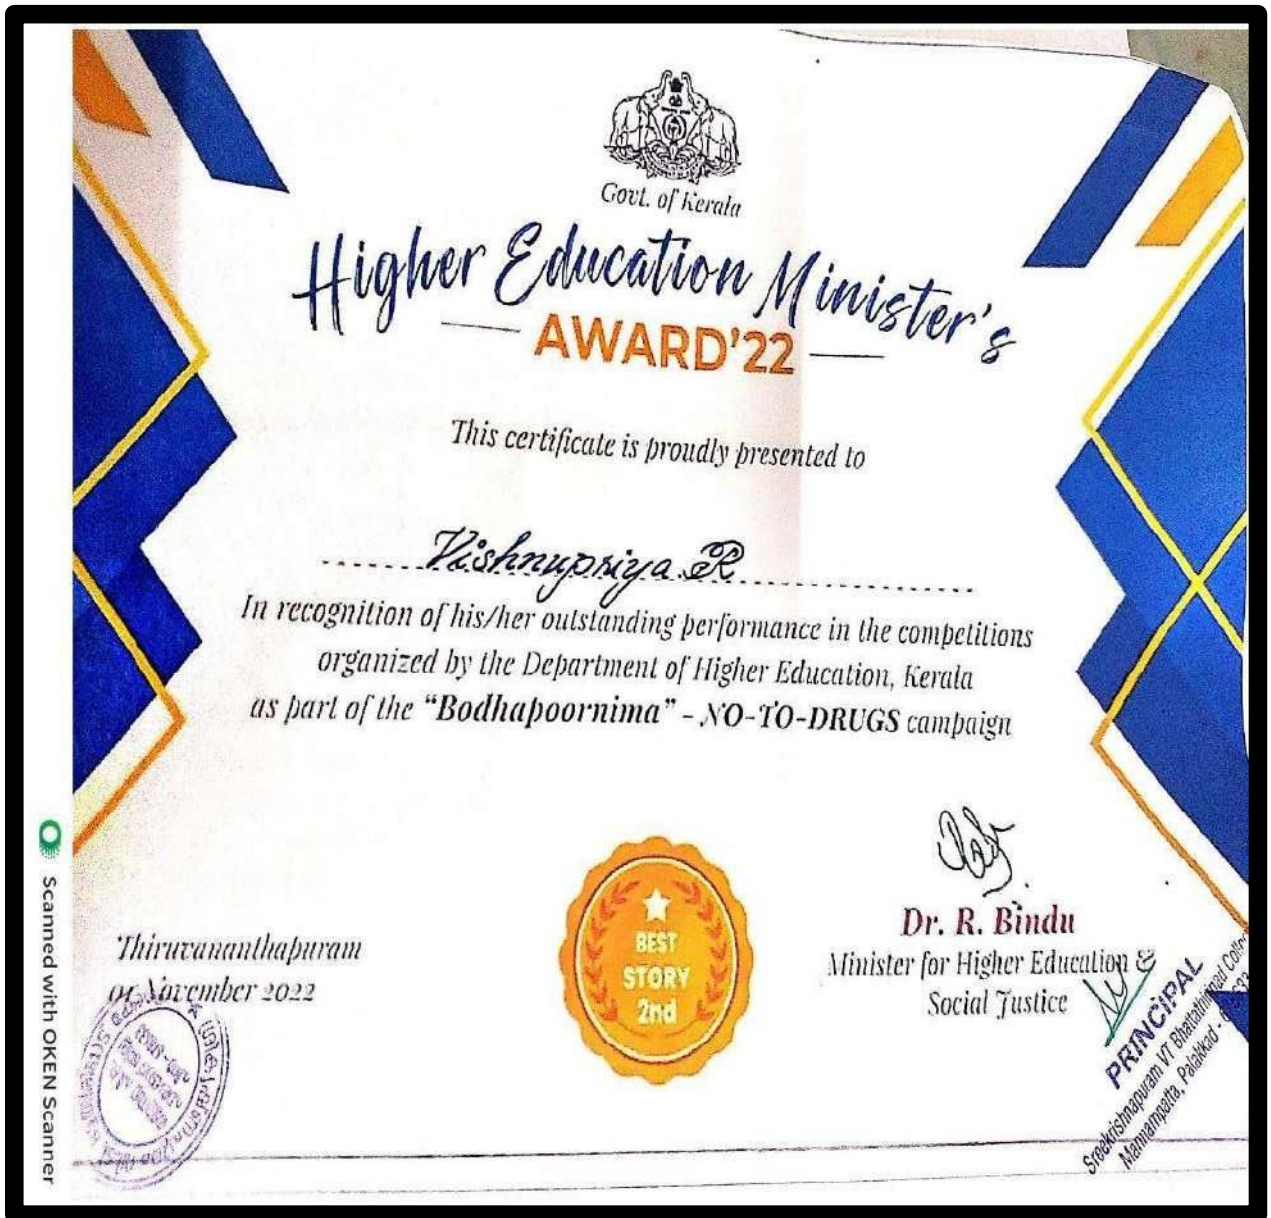 Govt. of Kerala
Higher Education Minister's
AWARD'22
This certificate is proudly presented to
Vishnupriya R
In recognition of his/her outstanding performance in the competitions
organized by the Department of Higher Education, Kerala
as part of the “Bodhapoornima” - NO-TO-DRUGS campaign
BEST
STORY
2nd
Dr. R. Bindu
Minister for Higher Education &
Social Justice
Thiruvananthapuram
01 November 2022
PRINCIPAL
Sreekrishnapuram VT Bhattathiripad College
Mannampatta, Palakkad -
Scanned with OKEN Scanner